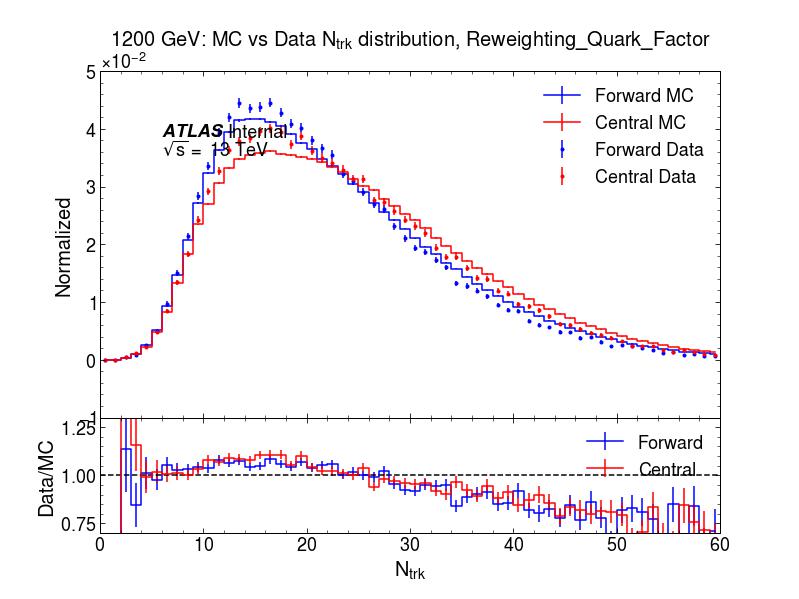 1200 GeV: MC vs Data N_trk distribution, Reweighting_Quark_Factor
×10⁻²
5
4
3
2
1
0
−1
Normalized
ATLAS Internal
√s = 13 TeV
Forward MC
Central MC
Forward Data
Central Data
1.25
1.00
0.75
Data/MC
Forward
Central
0 10 20 30 40 50 60
N_trk